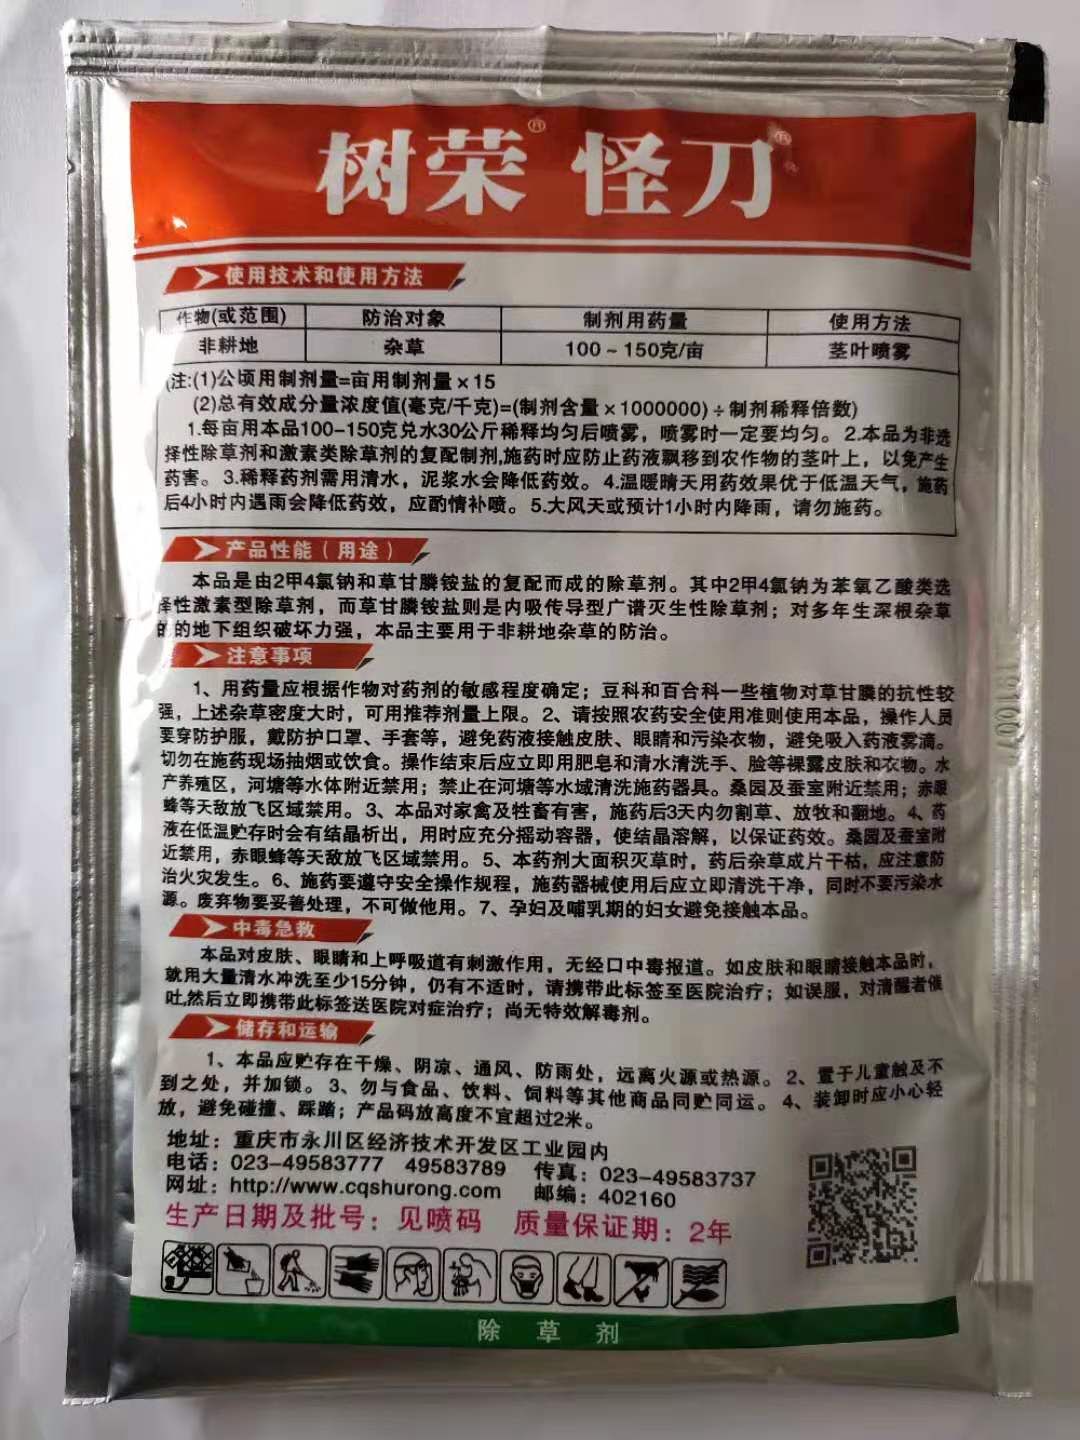 树荣® 怪刀®
使用技术和使用方法
作物(或范围) 防治对象 制剂用药量 使用方法
非耕地 杂草 100~150克/亩 茎叶喷雾
(注:(1)公顷用制剂量=亩用制剂量×15
(2)总有效成分量浓度值(毫克/千克)=(制剂含量×1000000)÷制剂稀释倍数)
1.每亩用本品100-150克兑水30公斤稀释均匀后喷雾，喷雾时一定要均匀。2.本品为非选
择性除草剂和激素类除草剂的复配制剂,施药时应防止药液飘移到农作物的茎叶上，以免产生
药害。3.稀释药剂需用清水，泥浆水会降低药效。4.温暖晴天用药效果优于低温天气，施药
后4小时内遇雨会降低药效，应酌情补喷。5.大风天或预计1小时内降雨，请勿施药。
产品性能（用途）
本品是由2甲4氯钠和草甘膦铵盐的复配而成的除草剂。其中2甲4氯钠为苯氧乙酸类选
择性激素型除草剂，而草甘膦铵盐则是内吸传导型广谱灭生性除草剂；对多年生深根杂草
的的地下组织破坏力强，本品主要用于非耕地杂草的防治。
注意事项
1、用药量应根据作物对药剂的敏感程度确定；豆科和百合科一些植物对草甘膦的抗性较
强，上述杂草密度大时，可用推荐剂量上限。2、请按照农药安全使用准则使用本品，操作人员
要穿防护服，戴防护口罩、手套等，避免药液接触皮肤、眼睛和污染衣物，避免吸入药液雾滴。
切勿在施药现场抽烟或饮食。操作结束后应立即用肥皂和清水清洗手、脸等裸露皮肤和衣物。水
产养殖区，河塘等水体附近禁用；禁止在河塘等水域清洗施药器具。桑园及蚕室附近禁用；赤眼
蜂等天敌放飞区域禁用。3、本品对家禽及牲畜有害，施药后3天内勿割草、放牧和翻地。4、药
液在低温贮存时会有结晶析出，用时应充分摇动容器，使结晶溶解，以保证药效。桑园及蚕室附
近禁用，赤眼蜂等天敌放飞区域禁用。5、本药剂大面积灭草时，药后杂草成片干枯，应注意防
治火灾发生。6、施药要遵守安全操作规程，施药器械使用后应立即清洗干净，同时不要污染水
源。废弃物要妥善处理，不可做他用。7、孕妇及哺乳期的妇女避免接触本品。
中毒急救
本品对皮肤、眼睛和上呼吸道有刺激作用，无经口中毒报道。如皮肤和眼睛接触本品时，
就用大量清水冲洗至少15分钟，仍有不适时，请携带此标签至医院治疗；如误服，对清醒者催
吐,然后立即携带此标签送医院对症治疗；尚无特效解毒剂。
储存和运输
1、本品应贮存在干燥、阴凉、通风、防雨处，远离火源或热源。2、置于儿童触及不
到之处，并加锁。3、勿与食品、饮料、饲料等其他商品同贮同运。4、装卸时应小心轻
放，避免碰撞、踩踏；产品码放高度不宜超过2米。
地址：重庆市永川区经济技术开发区工业园内
电话：023-49583777 49583789 传真：023-49583737
网址：http://www.cqshurong.com 邮编：402160
生产日期及批号：见喷码 质量保证期：2年
除草剂